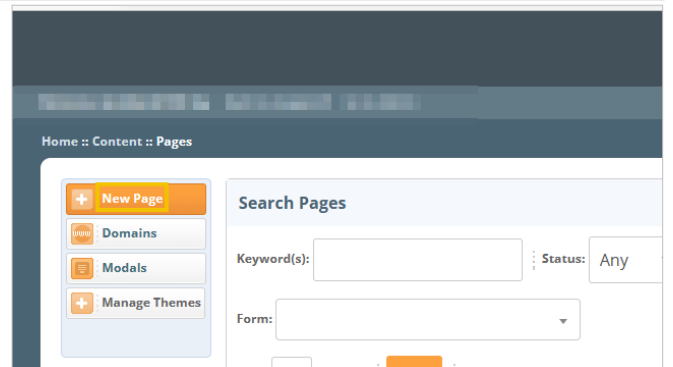 Home :: Content :: Pages
New Page
Domains
Modals
Manage Themes
Search Pages
Keyword(s):
Status: Any
Form: